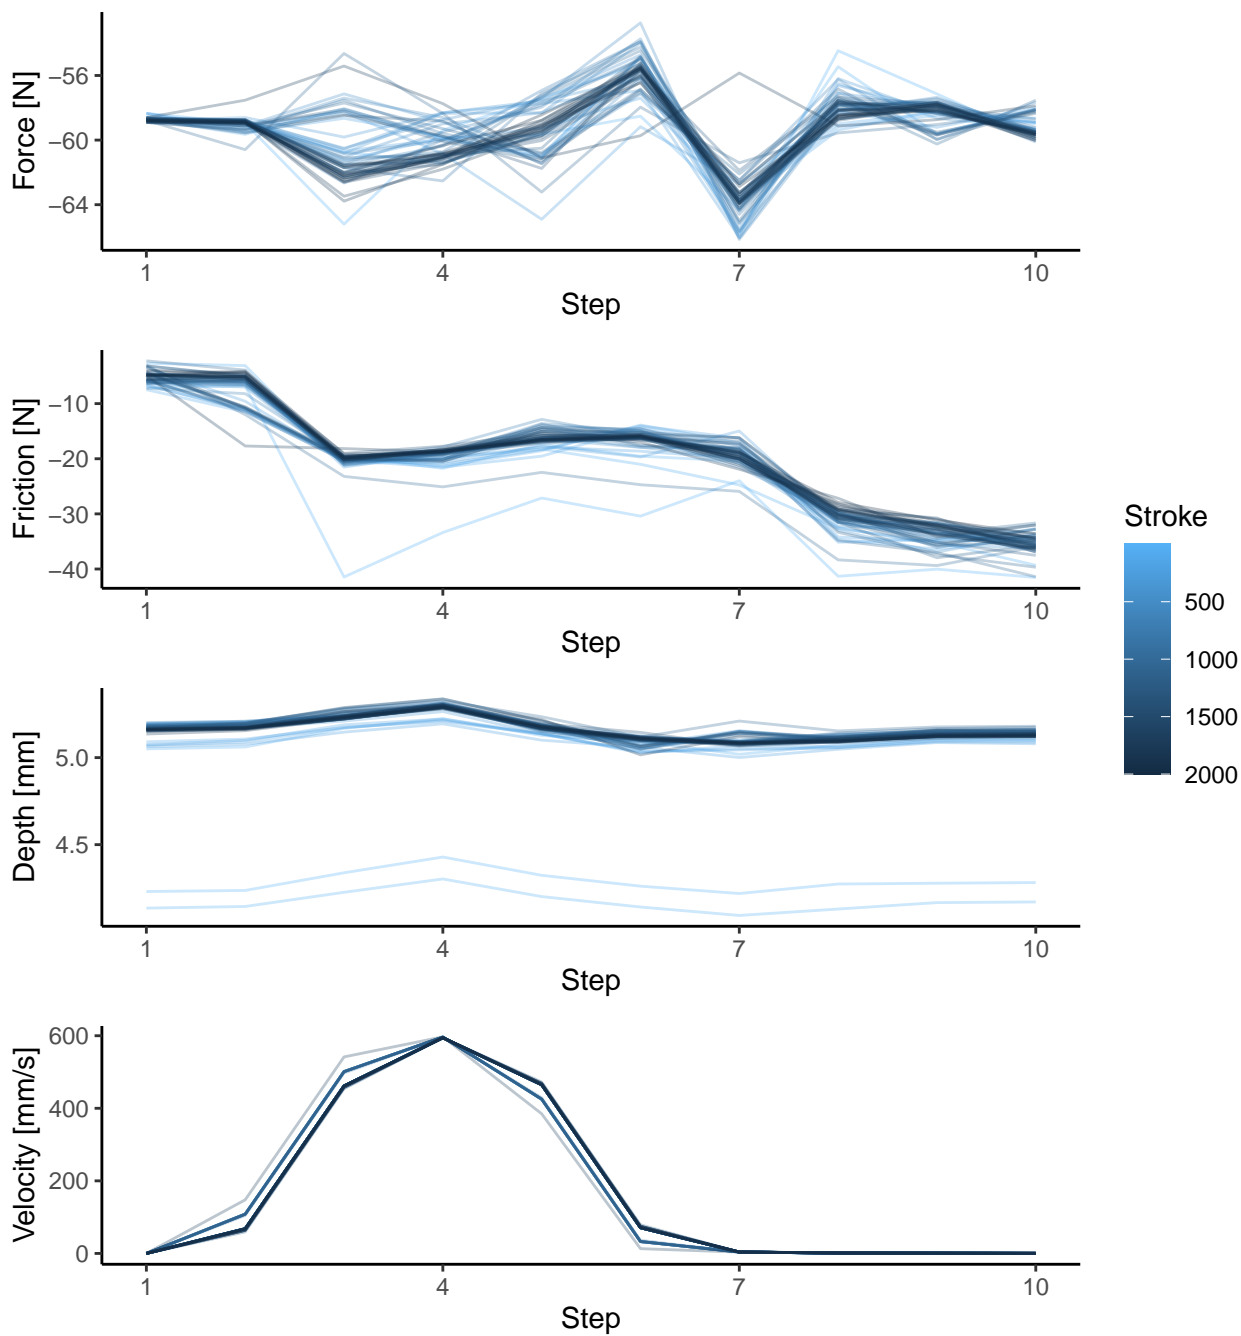 Force [N]
−56
−60
−64
1 4 7 10
Step
Friction [N]
−10
−20
−30
−40
1 4 7 10
Step
Depth [mm]
5.0
4.5
1 4 7 10
Step
Velocity [mm/s]
600
400
200
0
1 4 7 10
Step
Stroke
500
1000
1500
2000